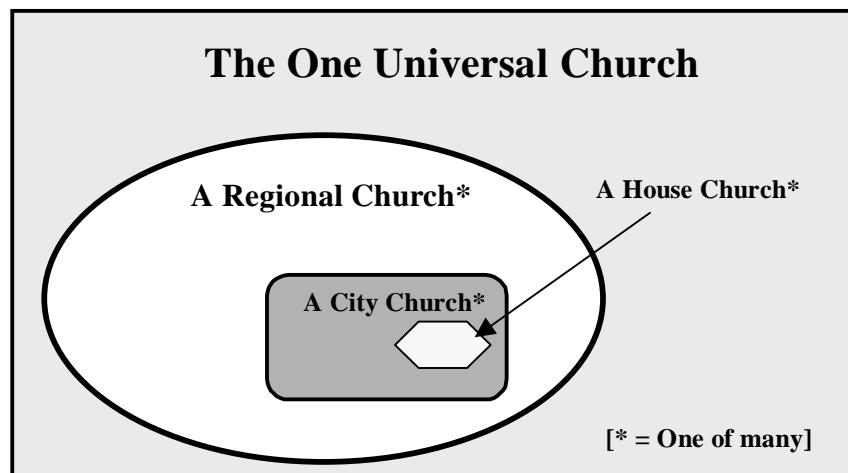 The One Universal Church
A Regional Church*
A House Church*
A City Church*
[* = One of many]